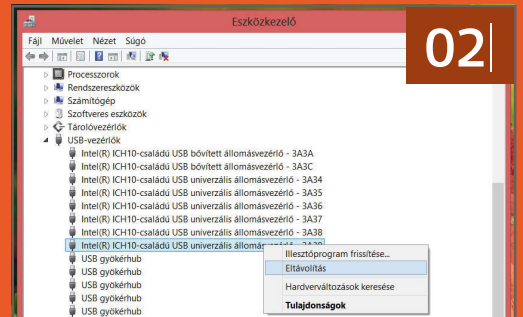 Eszközkezelő
02
Fájl Művelet Nézet Súgó
Processzorok
Rendszereszközök
Számítógép
Szoftveres eszközök
Tárolóvezérlők
USB-vezérlők
Intel(R) ICH10-családú USB bővített állomásvezérlő - 3A3A
Intel(R) ICH10-családú USB bővített állomásvezérlő - 3A3C
Intel(R) ICH10-családú USB univerzális állomásvezérlő - 3A34
Intel(R) ICH10-családú USB univerzális állomásvezérlő - 3A35
Intel(R) ICH10-családú USB univerzális állomásvezérlő - 3A36
Intel(R) ICH10-családú USB univerzális állomásvezérlő - 3A37
Intel(R) ICH10-családú USB univerzális állomásvezérlő - 3A38
Intel(R) ICH10-családú USB univerzális állomásvezérlő - 3A39
USB gyökérhub
USB gyökérhub
USB gyökérhub
USB gyökérhub
USB gyökérhub
Illesztőprogram frissítése...
Eltávolítás
Hardverváltozások keresése
Tulajdonságok